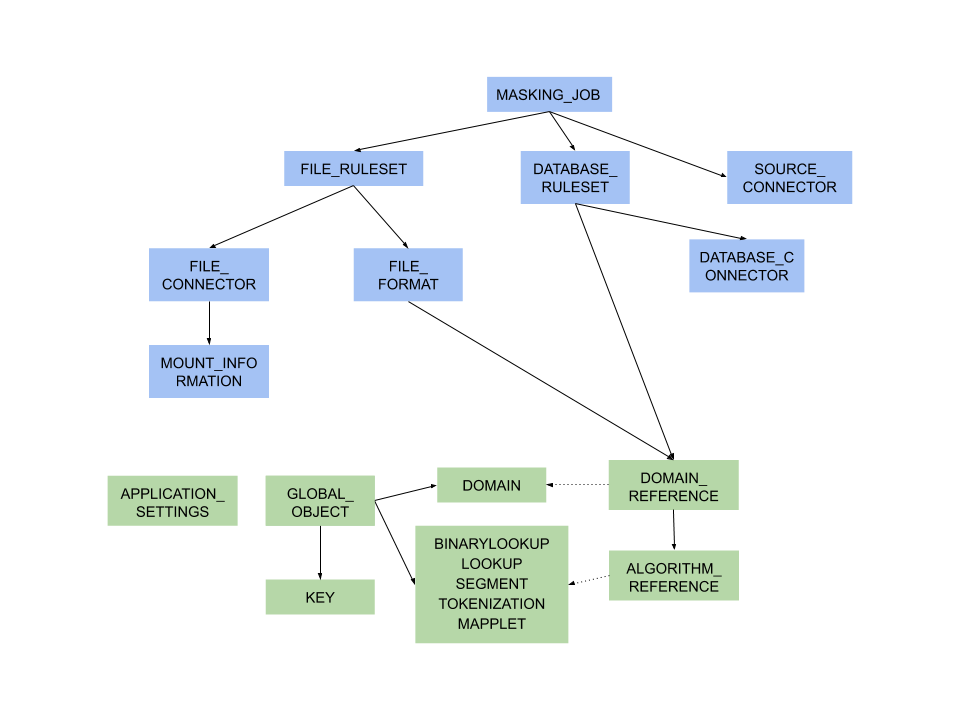 MASKING_JOB
FILE_RULESET
DATABASE_
RULESET
SOURCE_
CONNECTOR
FILE_
CONNECTOR
FILE_
FORMAT
DATABASE_C
ONNECTOR
MOUNT_INFO
RMATION
APPLICATION_
SETTINGS
GLOBAL_
OBJECT
DOMAIN
DOMAIN_
REFERENCE
KEY
BINARYLOOKUP
LOOKUP
SEGMENT
TOKENIZATION
MAPPLET
ALGORITHM_
REFERENCE